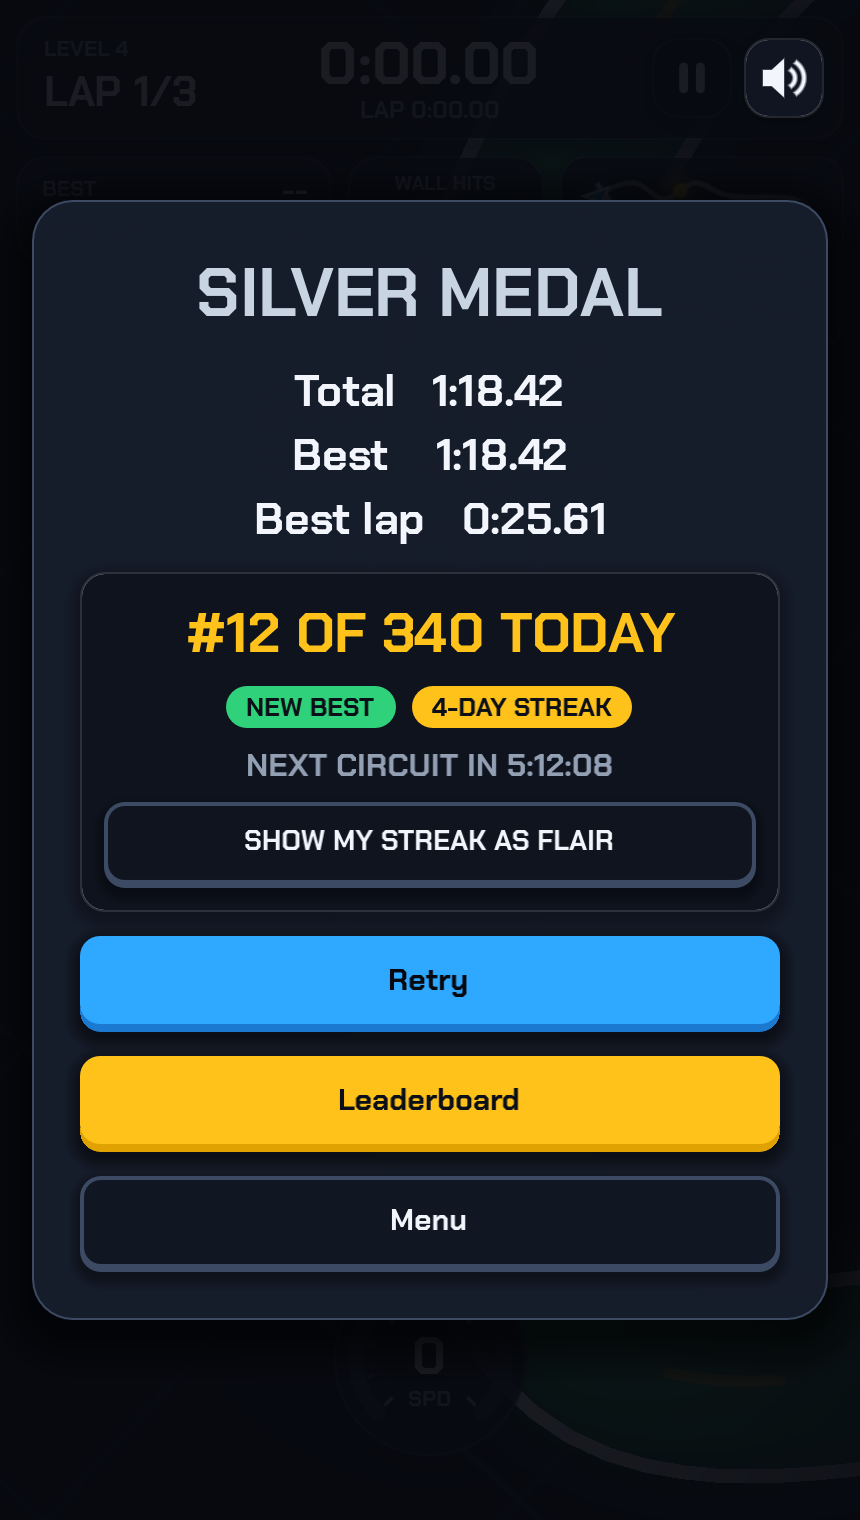 LEVEL 4
LAP 1/3
0:00.00
LAP 0:00.00
BEST --
WALL HITS
SILVER MEDAL
Total 1:18.42
Best 1:18.42
Best lap 0:25.61
#12 OF 340 TODAY
NEW BEST
4-DAY STREAK
NEXT CIRCUIT IN 5:12:08
SHOW MY STREAK AS FLAIR
Retry
Leaderboard
Menu
0
SPD